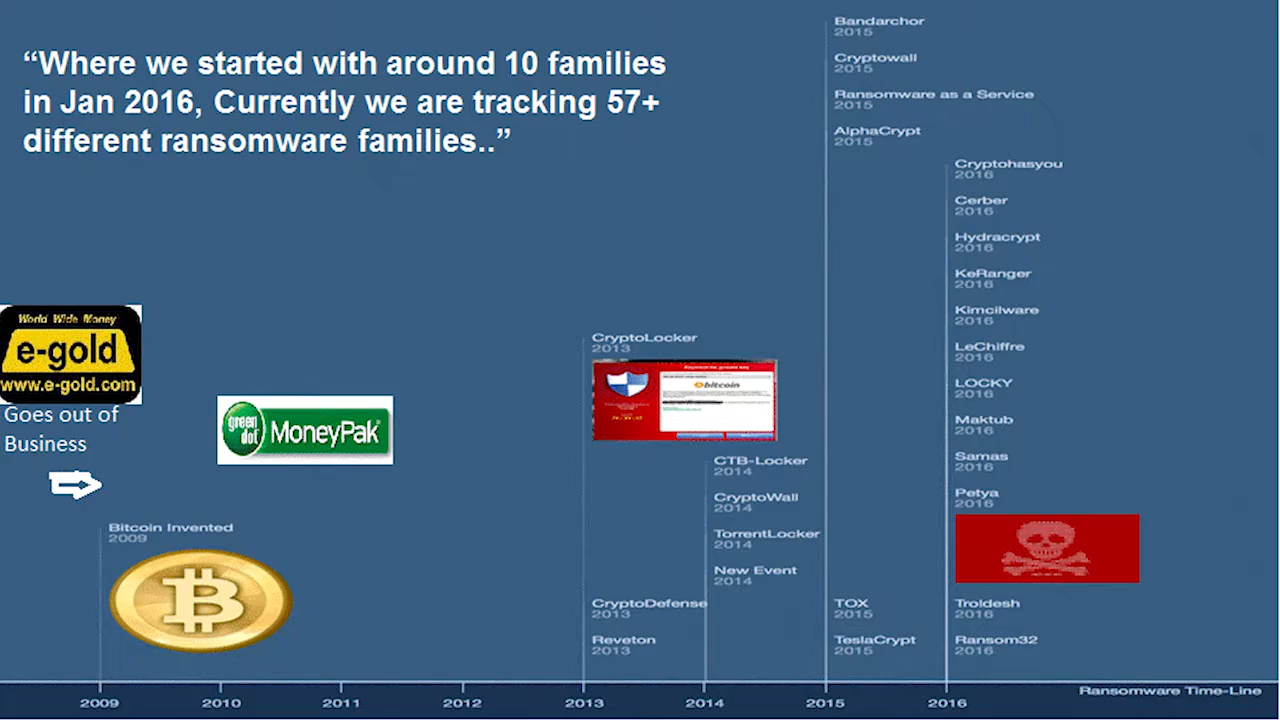 “Where we started with around 10 families
in Jan 2016, Currently we are tracking 57+
different ransomware families..”
World Wide Money
e-gold
www.e-gold.com
Goes out of
Business
green
dot
MoneyPak
Bitcoin Invented
2009
CryptoLocker
2013
bitcoin
CryptoDefense
2013
Reveton
2013
CTB-Locker
2014
CryptoWall
2014
TorrentLocker
2014
New Event
2014
Bandarchor
2015
Cryptowall
2015
Ransomware as a Service
2015
AlphaCrypt
2015
TOX
2015
TeslaCrypt
2015
Cryptohasyou
2016
Cerber
2016
Hydracrypt
2016
KeRanger
2016
Kimcilware
2016
LeChiffre
2016
LOCKY
2016
Maktub
2016
Samas
2016
Petya
2016
Troldesh
2016
Ransom32
2016
Ransomware Time-Line
2009 2010 2011 2012 2013 2014 2015 2016